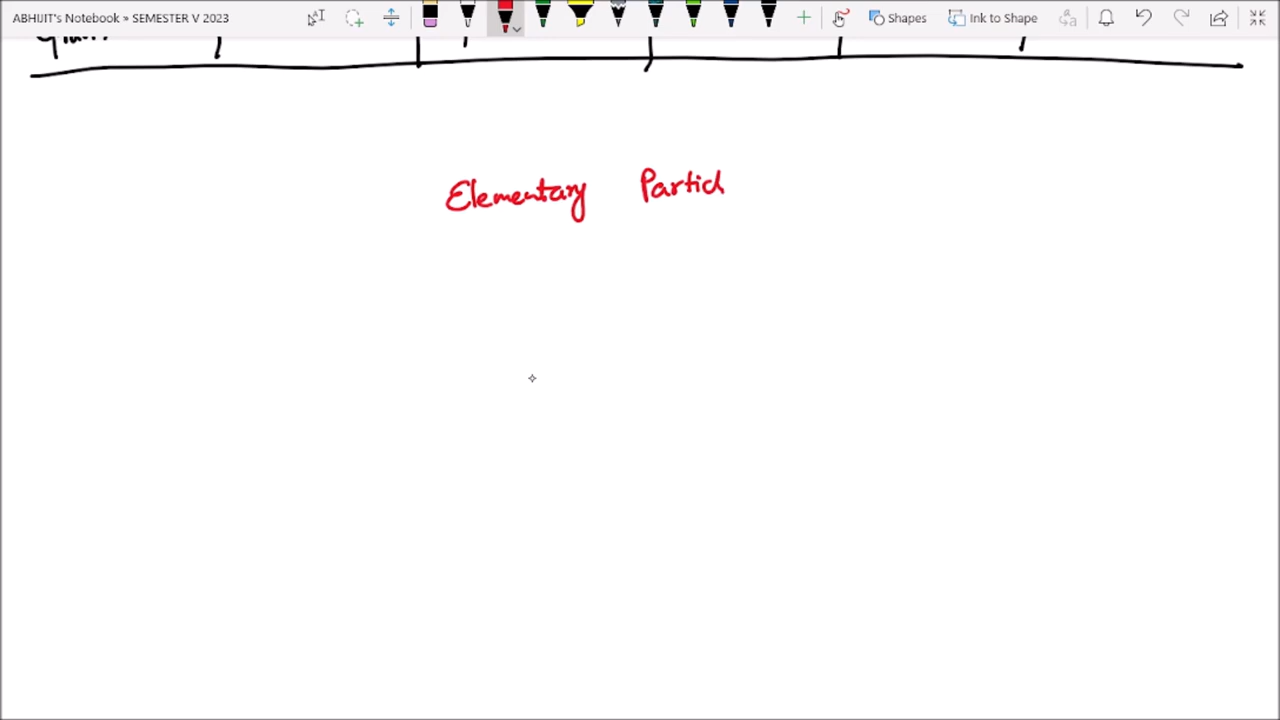 ABHIJIT's Notebook » SEMESTER V 2023
Shapes
Ink to Shape
Elementary Particl